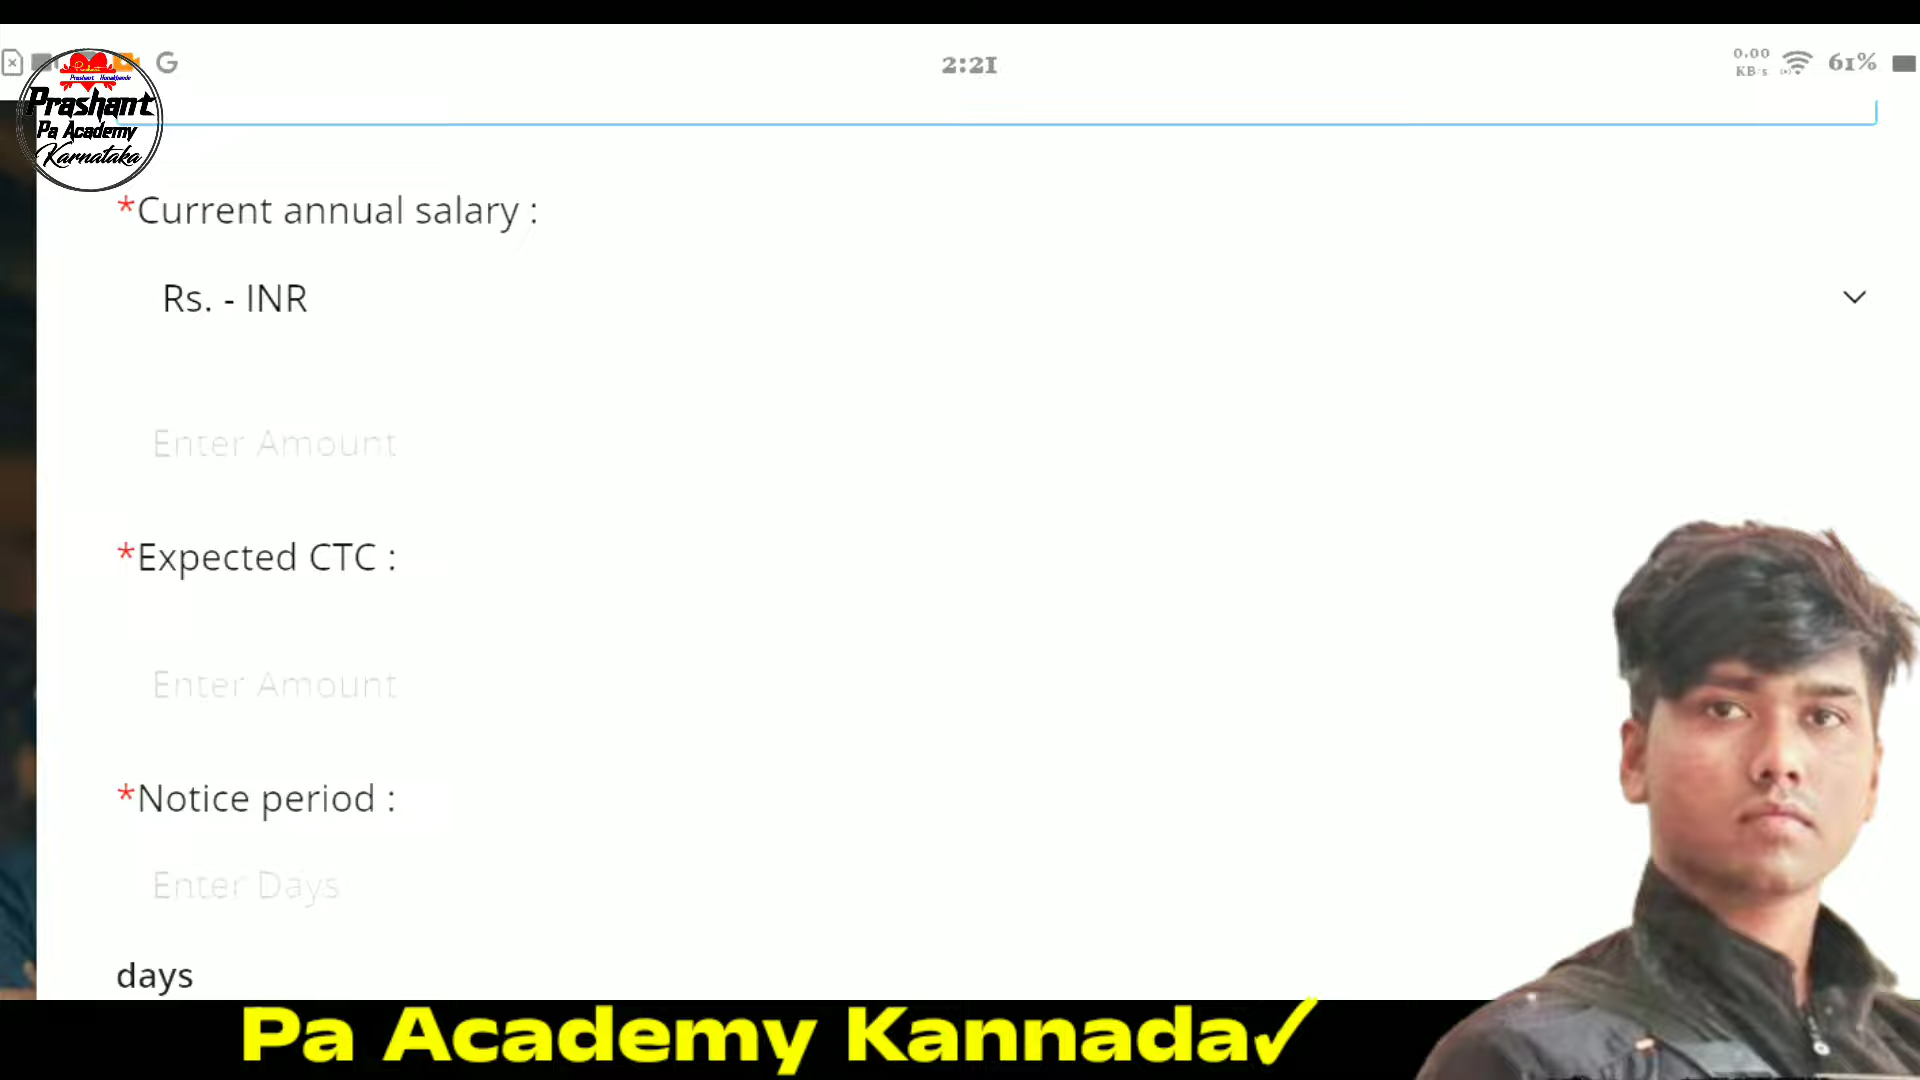 G
2:21
0.00
KB/s
61%
Prashant
Pa Academy
Karnataka
*Current annual salary :
Rs. - INR
Enter Amount
*Expected CTC :
Enter Amount
*Notice period :
Enter Days
days
Pa Academy Kannada✓